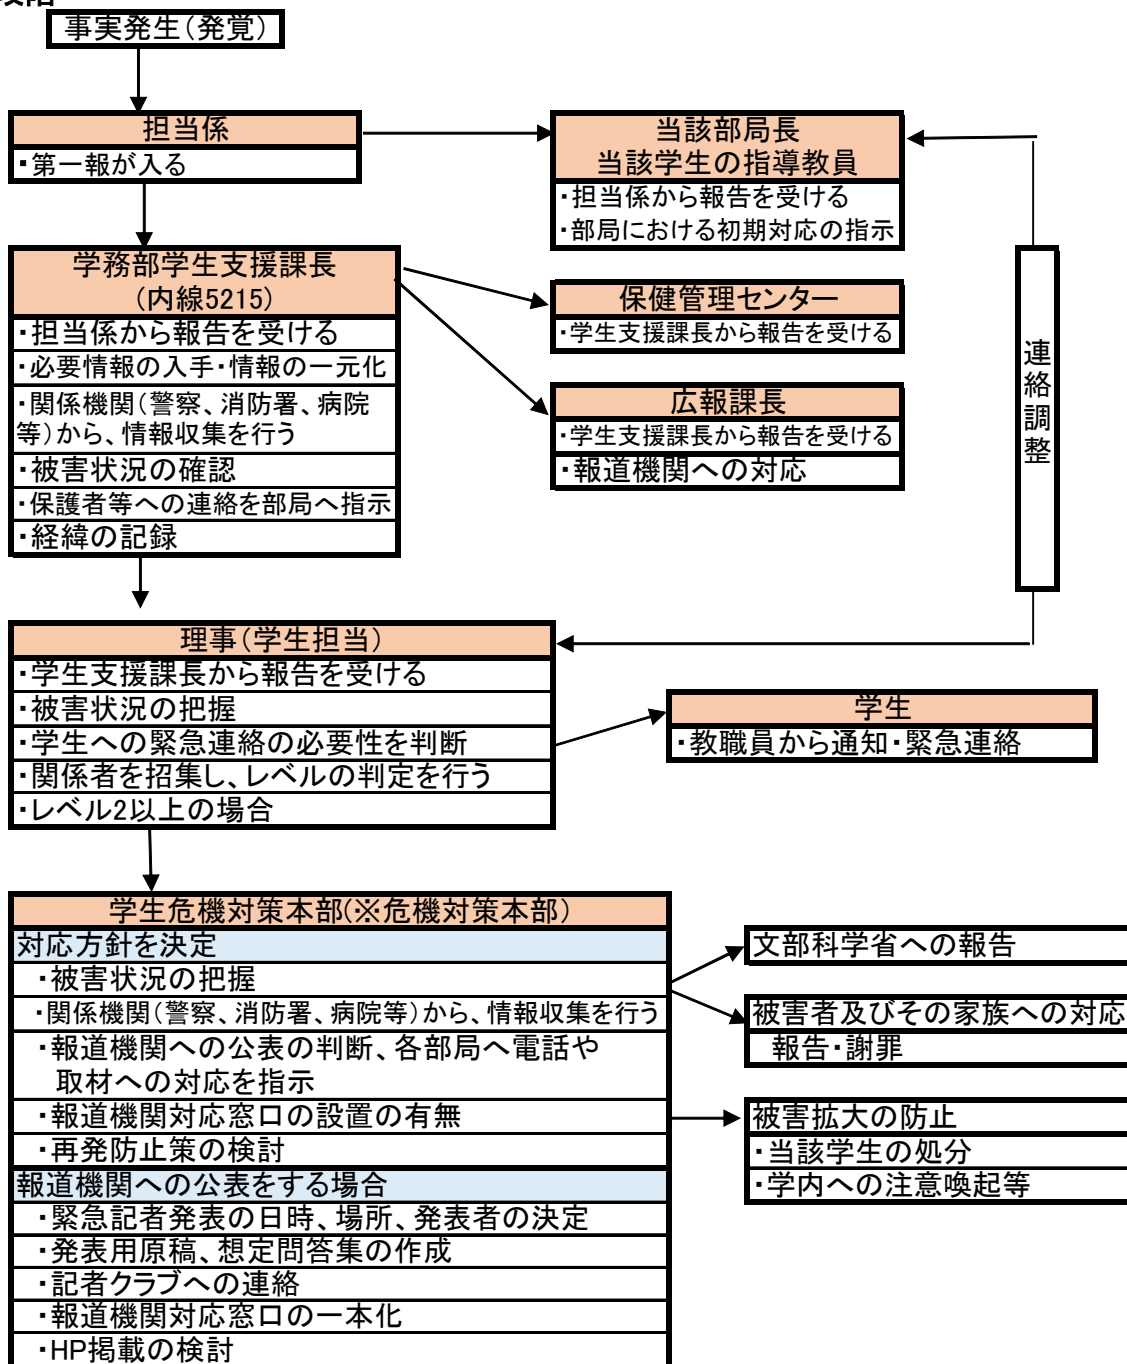 事実発生（発覚）
担当係
・第一報が入る
当該部局長
当該学生の指導教員
・担当係から報告を受ける
・部局における初期対応の指示
学務部学生支援課長
（内線5215）
・担当係から報告を受ける
・必要情報の入手・情報の一元化
・関係機関（警察、消防署、病院
等）から、情報収集を行う
・被害状況の確認
・保護者等への連絡を部局へ指示
・経緯の記録
保健管理センター
・学生支援課長から報告を受ける
広報課長
・学生支援課長から報告を受ける
・報道機関への対応
連絡調整
理事（学生担当）
・学生支援課長から報告を受ける
・被害状況の把握
・学生への緊急連絡の必要性を判断
・関係者を招集し、レベルの判定を行う
・レベル2以上の場合
学生
・教職員から通知・緊急連絡
学生危機対策本部(※危機対策本部）
対応方針を決定
・被害状況の把握
・関係機関（警察、消防署、病院等）から、情報収集を行う
・報道機関への公表の判断、各部局へ電話や
取材への対応を指示
・報道機関対応窓口の設置の有無
・再発防止策の検討
報道機関への公表をする場合
・緊急記者発表の日時、場所、発表者の決定
・発表用原稿、想定問答集の作成
・記者クラブへの連絡
・報道機関対応窓口の一本化
・HP掲載の検討
文部科学省への報告
被害者及びその家族への対応
報告・謝罪
被害拡大の防止
・当該学生の処分
・学内への注意喚起等